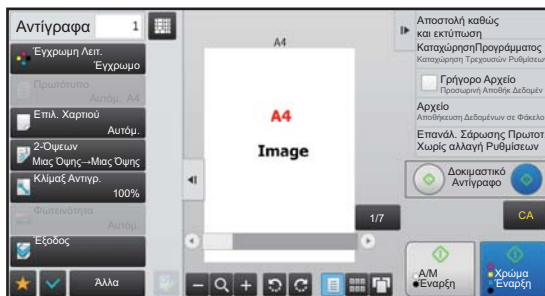 Αντίγραφα 1
Έγχρωμη Λειτ.
Έγχρωμο
Πρωτότυπο
Αυτόμ. A4
Επιλ. Χαρτιού
Αυτόμ.
2-Όψεων
Μιας Όψης→Μιας Όψης
Κλίμαξ Αντιγρ.
100%
Φωτεινότητα
Αυτόμ.
Έξοδος
Άλλα
A4
A4
Image
1/7
Αποστολή καθώς
και εκτύπωση
ΚαταχώρησηΠρογράμματος
Καταχώρηση Τρεχουσών Ρυθμίσεων
Γρήγορο Αρχείο
Προσωρινή Αποθήκ Δεδομέν
Αρχείο
Αποθήκευση Δεδομένων σε Φάκελο
Επανάλ. Σάρωσης Πρωτοτ
Χωρίς αλλαγή Ρυθμίσεων
Δοκιμαστικό
Αντίγραφο
CA
Α/Μ
Έναρξη
Χρώμα
Έναρξη